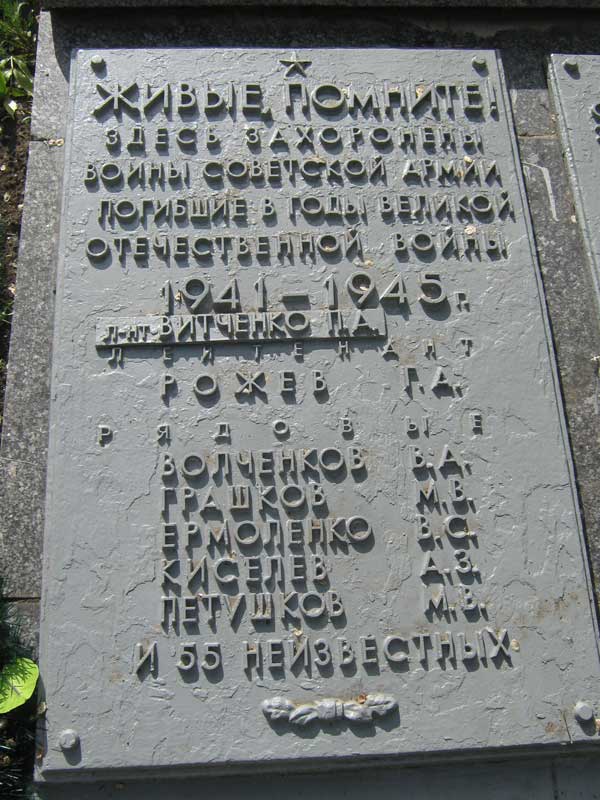 ЖИВЫЕ, ПОМНИТЕ!
ЗДЕСЬ ЗАХОРОНЕНЫ
ВОИНЫ СОВЕТСКОЙ АРМИИ
ПОГИБШИЕ В ГОДЫ ВЕЛИКОЙ
ОТЕЧЕСТВЕННОЙ ВОЙНЫ
1941–1945 г.
Л-НТ ВИТЧЕНКО П.А.
ЛЕЙТЕНАНТ
РОЖЕВ Г.А.
РЯДОВЫЕ
ВОЛЧЕНКОВ В.Д.
ГРАШКОВ М.В.
ЕРМОЛЕНКО В.С.
КИСЕЛЕВ А.З.
ПЕТУШКОВ М.В.
И 55 НЕИЗВЕСТНЫХ